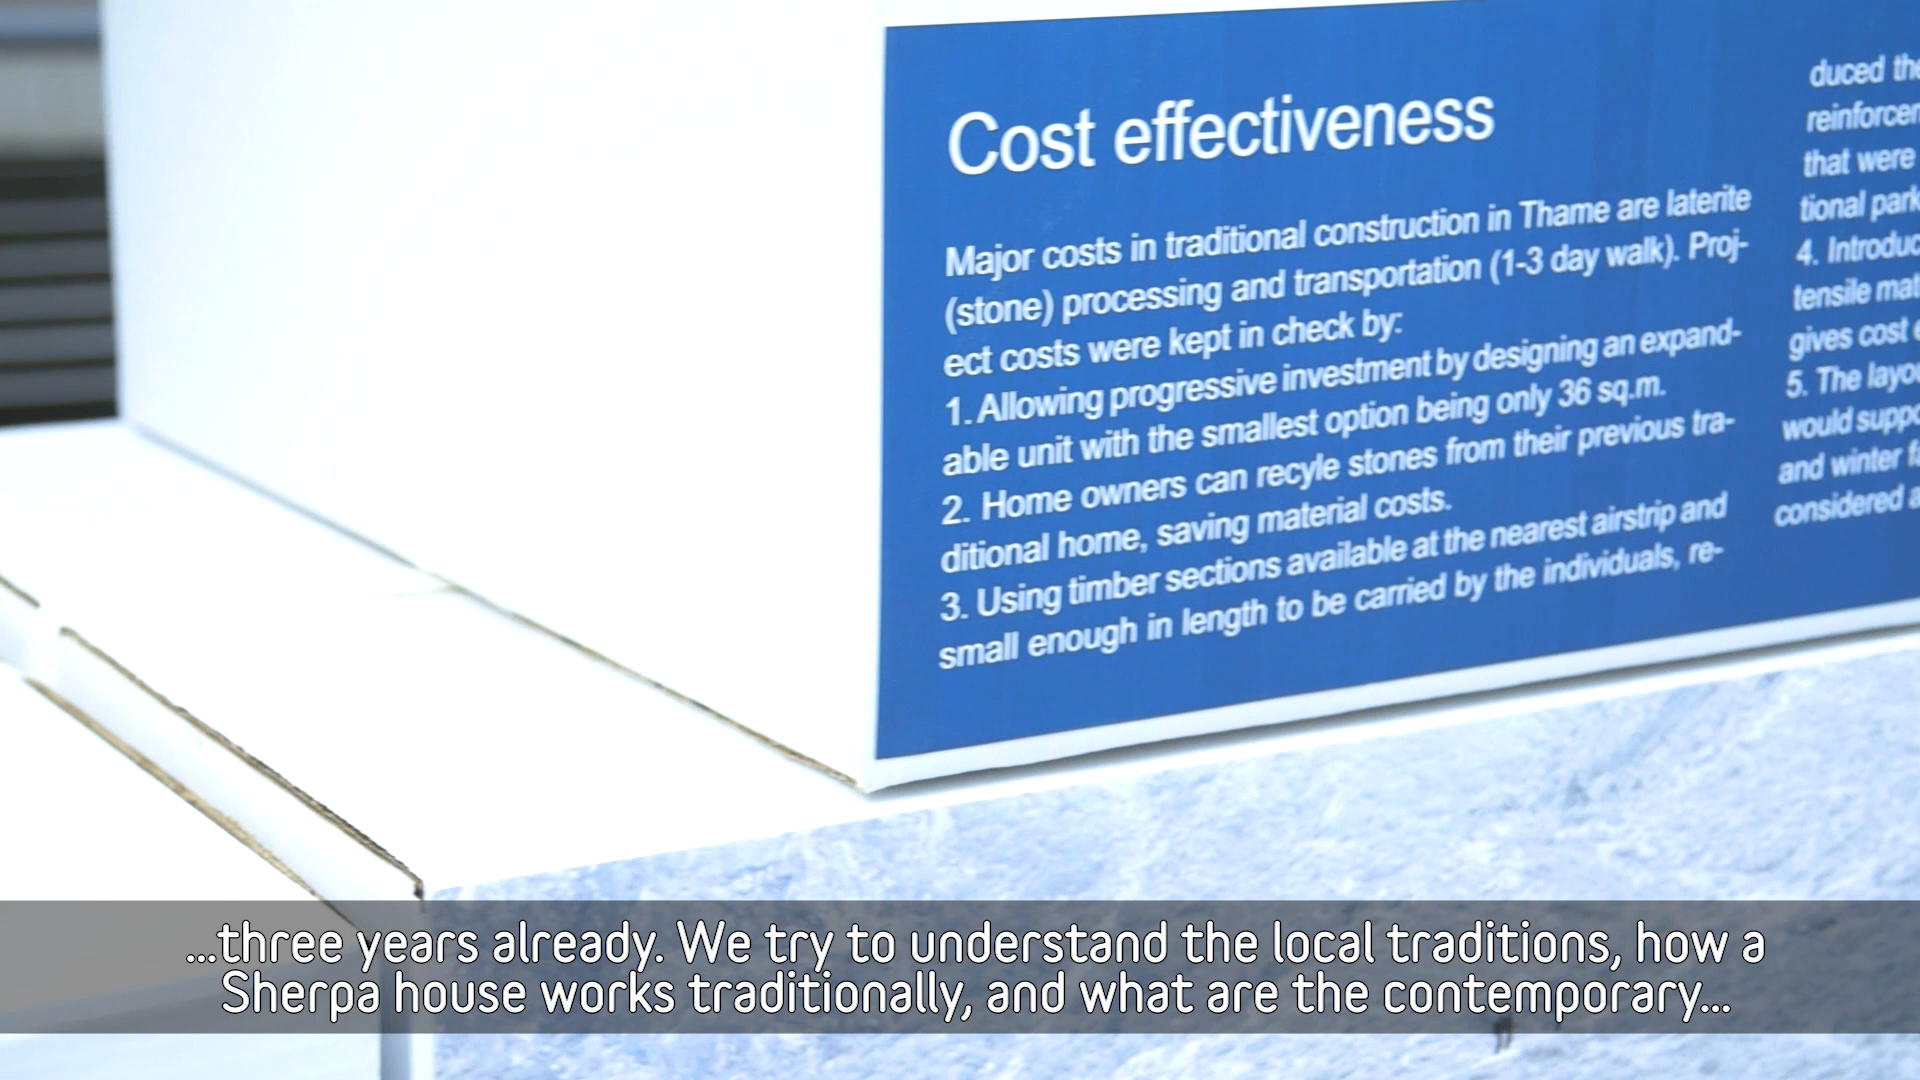 Cost effectiveness
Major costs in traditional construction in Thame are laterite
(stone) processing and transportation (1-3 day walk). Proj-
ect costs were kept in check by:
1. Allowing progressive investment by designing an expand-
able unit with the smallest option being only 36 sq.m.
2. Home owners can recyle stones from their previous tra-
ditional home, saving material costs.
3. Using timber sections available at the nearest airstrip and
small enough in length to be carried by the individuals, re-
duced the
that were
tional park
4.
tensile
gives cost
5. The
would
and winter
considered
...three years already. We try to understand the local traditions, how a
Sherpa house works traditionally, and what are the contemporary...